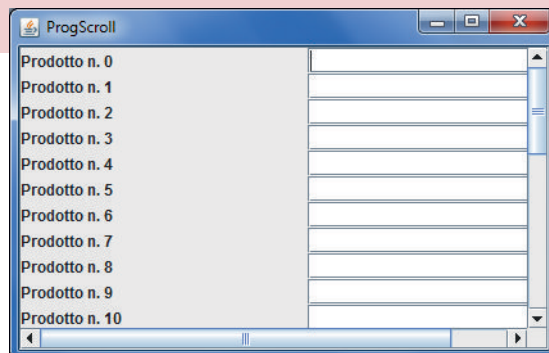 ProgScroll
Prodotto n. 0
Prodotto n. 1
Prodotto n. 2
Prodotto n. 3
Prodotto n. 4
Prodotto n. 5
Prodotto n. 6
Prodotto n. 7
Prodotto n. 8
Prodotto n. 9
Prodotto n. 10